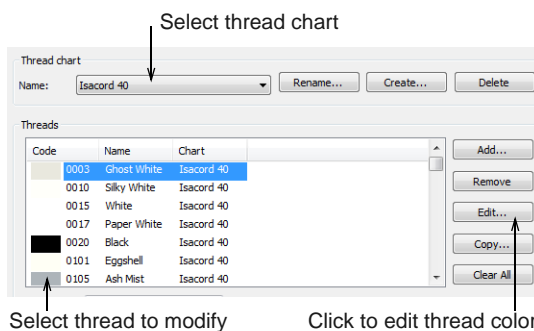 Select thread chart
Thread chart
Name: Isacord 40 Rename... Create... Delete
Threads
Code Name Chart Add...
0003 Ghost White Isacord 40
0010 Silky White Isacord 40 Remove
0015 White Isacord 40
0017 Paper White Isacord 40 Edit...
0020 Black Isacord 40 Copy...
0101 Eggshell Isacord 40
0105 Ash Mist Isacord 40 Clear All
Select thread to modify Click to edit thread color